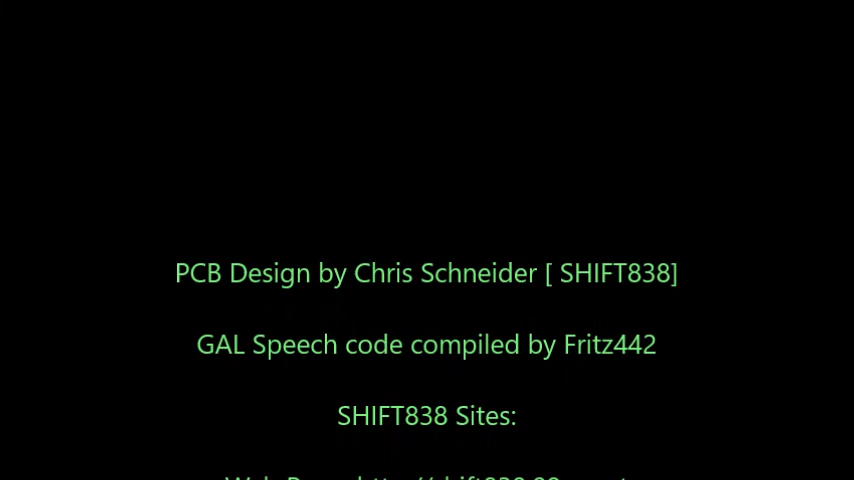 PCB Design by Chris Schneider [ SHIFT838]
GAL Speech code compiled by Fritz442
SHIFT838 Sites: